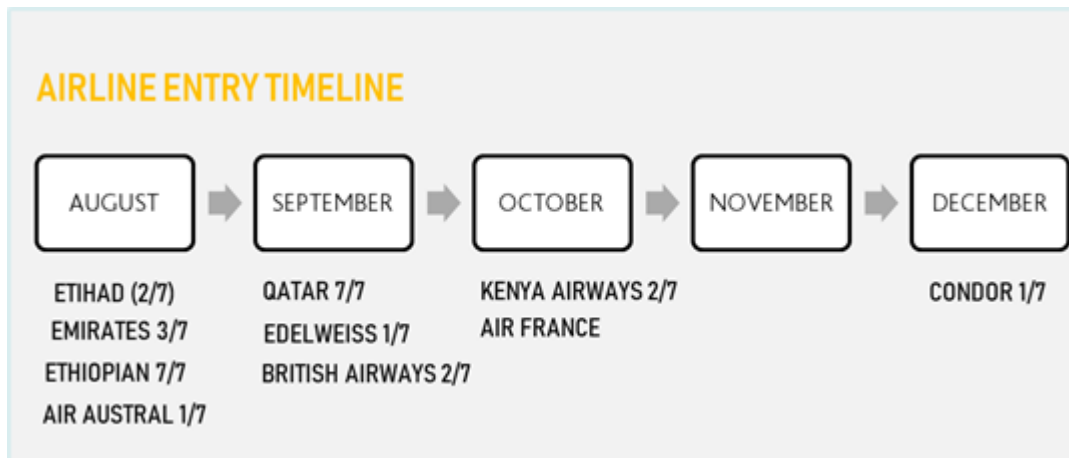 AIRLINE ENTRY TIMELINE
AUGUST
SEPTEMBER
OCTOBER
NOVEMBER
DECEMBER
ETIHAD (2/7)
EMIRATES 3/7
ETHIOPIAN 7/7
AIR AUSTRAL 1/7
QATAR 7/7
EDELWEISS 1/7
BRITISH AIRWAYS 2/7
KENYA AIRWAYS 2/7
AIR FRANCE
CONDOR 1/7